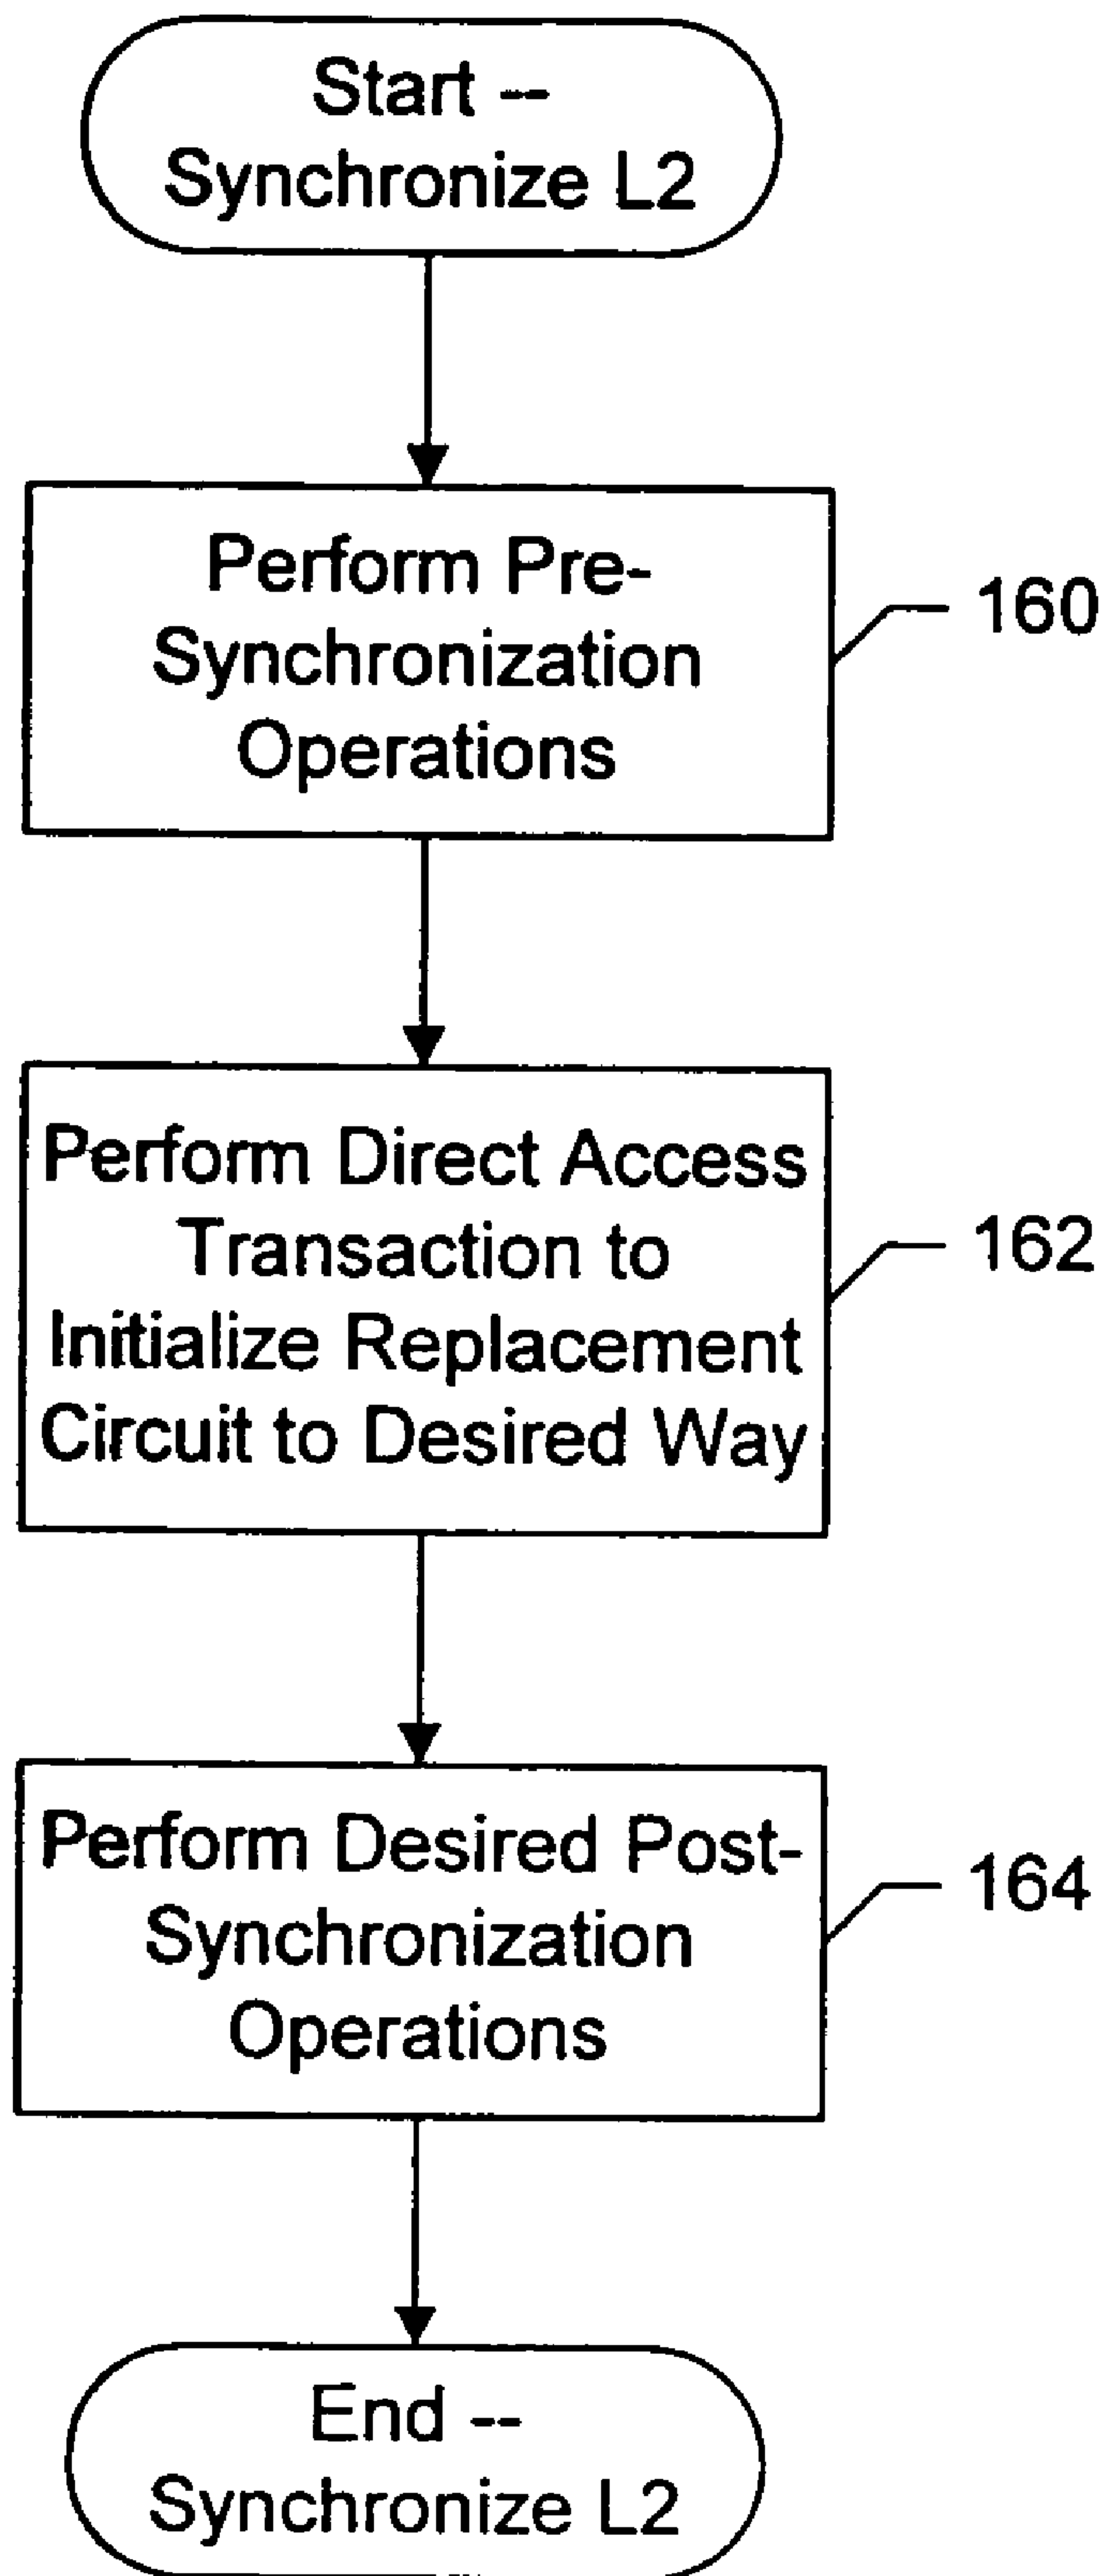 Start --
Synchronize L2
Perform Pre-
Synchronization
Operations
160
Perform Direct Access
Transaction to
Initialize Replacement
Circuit to Desired Way
162
Perform Desired Post-
Synchronization
Operations
164
End --
Synchronize L2